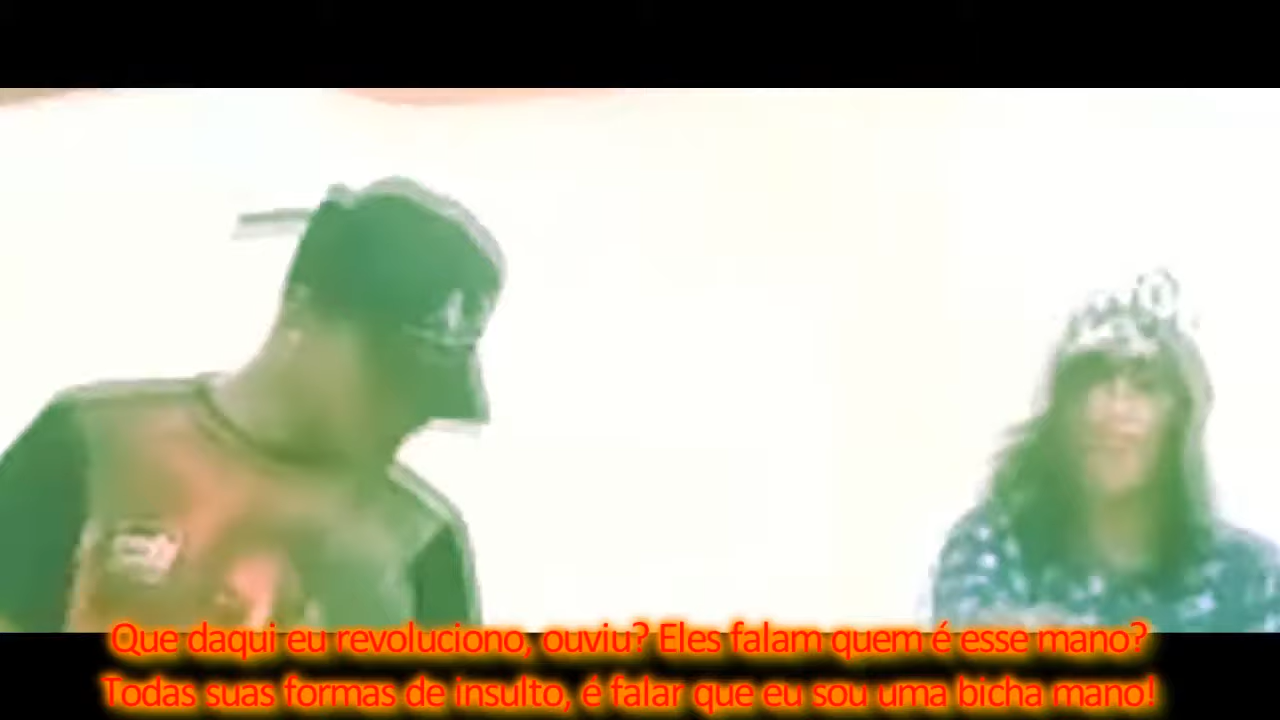 Que daqui eu revoluciono, ouviu? Eles falam quem é esse mano?
Todas suas formas de insulto, é falar que eu sou uma bicha mano!